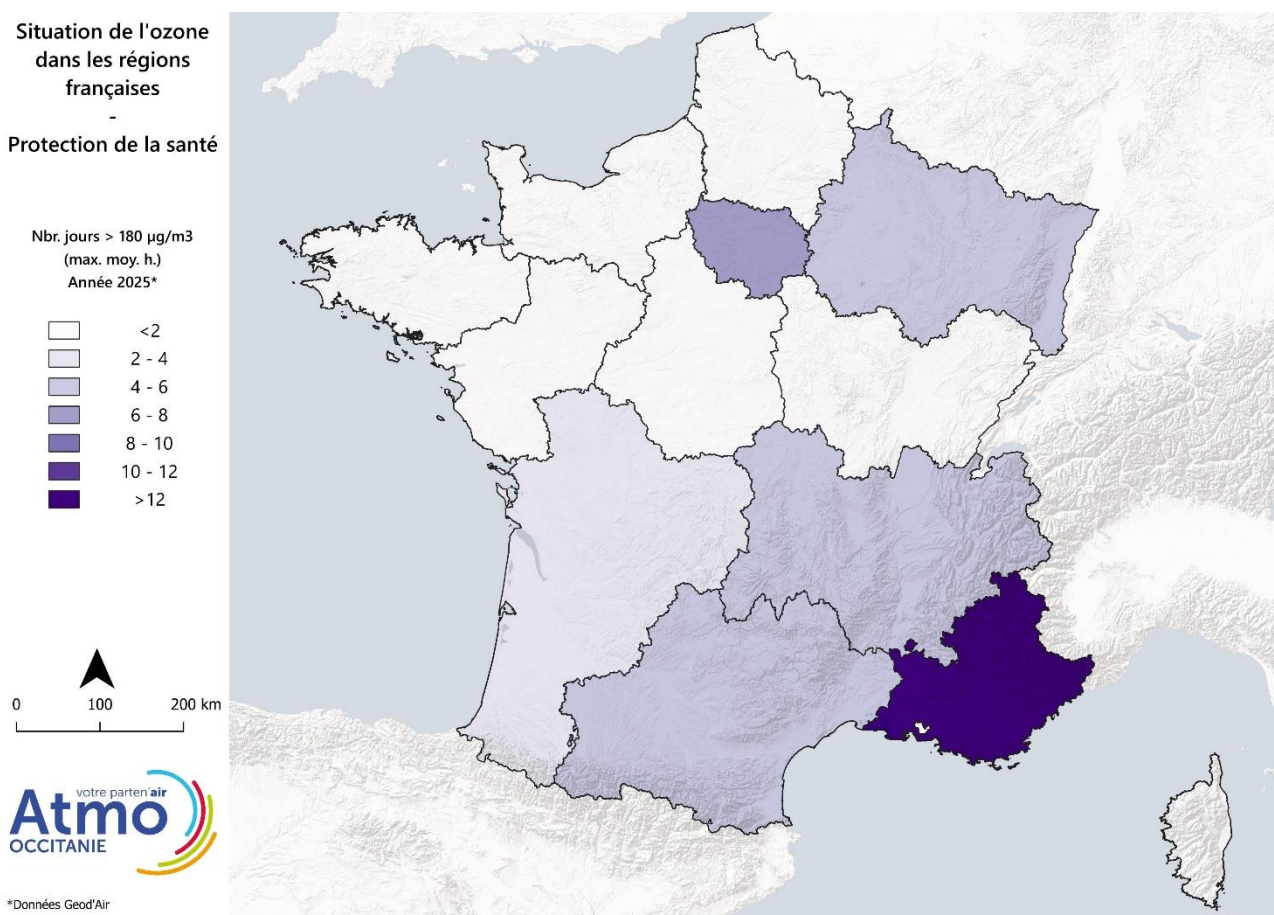 Situation de l'ozone
dans les régions
françaises
-
Protection de la santé
Nbr. jours > 180 µg/m3
(max. moy. h.)
Année 2025*
<2
2 - 4
4 - 6
6 - 8
8 - 10
10 - 12
>12
0 100 200 km
votre parten'air
Atmo
OCCITANIE
*Données Geod'Air